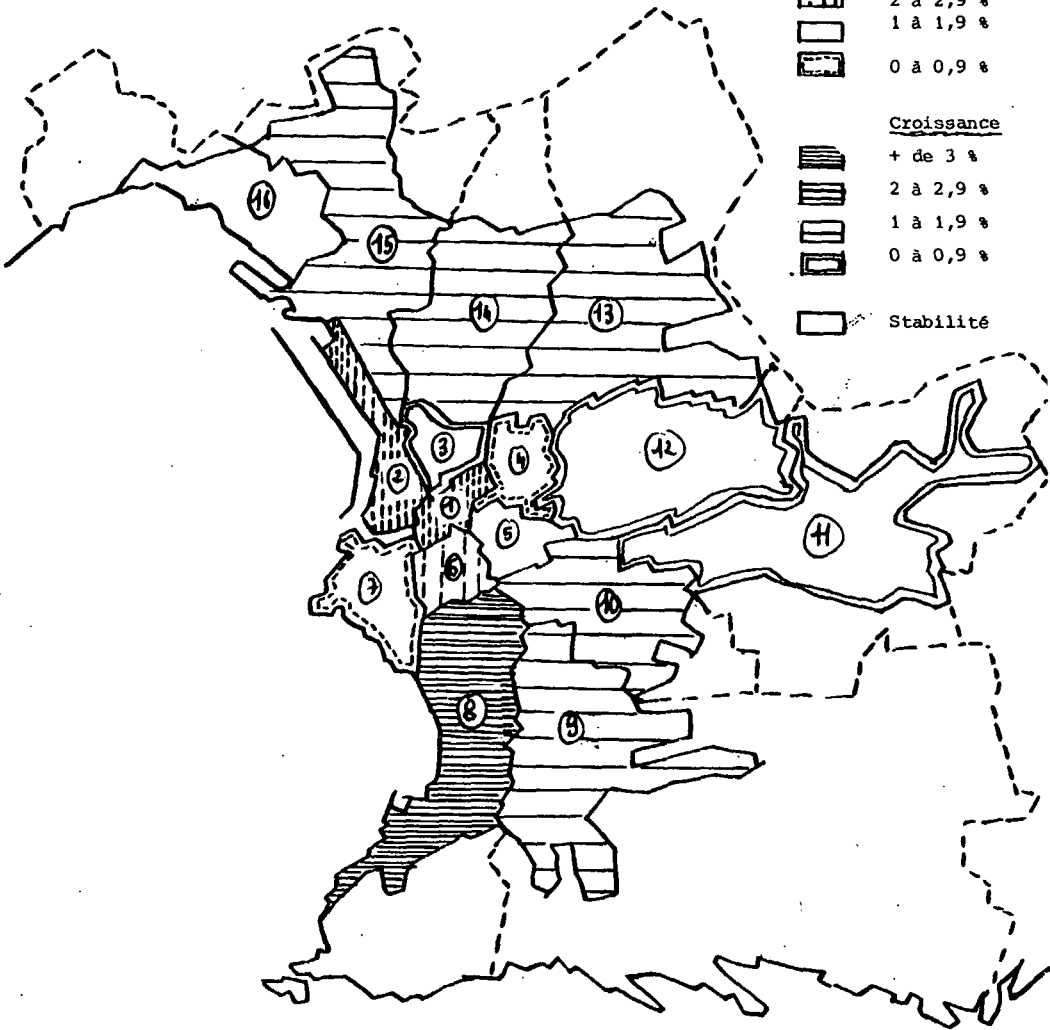 2 à 2,9 %
1 à 1,9 %
0 à 0,9 %
Croissance
+ de 3 %
2 à 2,9 %
1 à 1,9 %
0 à 0,9 %
Stabilité
16
15
14
13
3
4
12
2
1
5
11
6
7
10
8
9